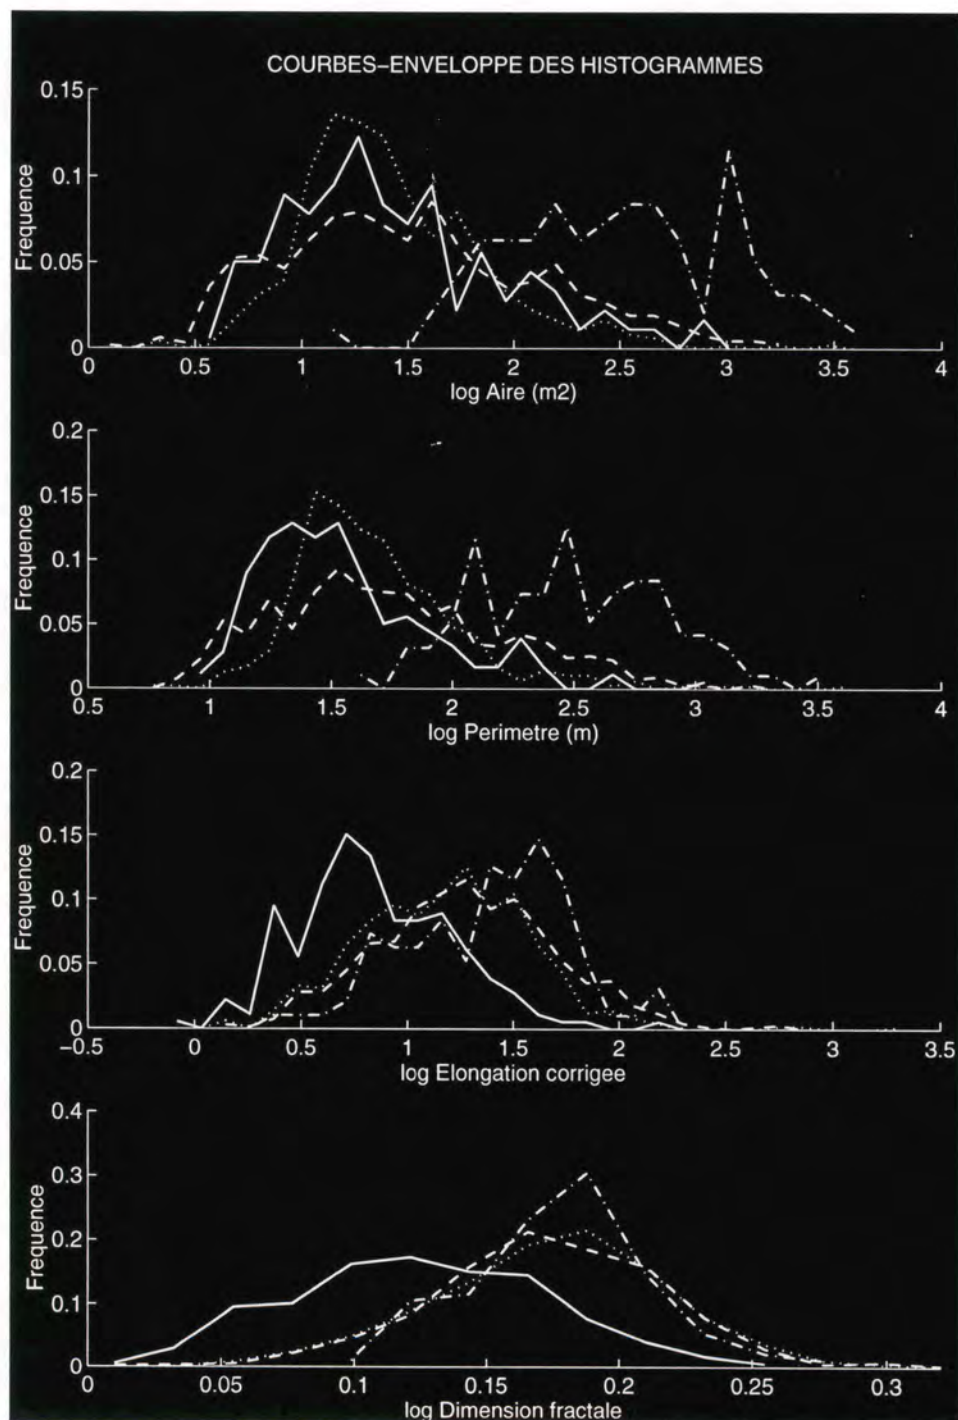 COURBES–ENVELOPPE DES HISTOGRAMMES
0.15
0.1
0.05
0
Frequence
0 0.5 1 1.5 2 2.5 3 3.5 4
log Aire (m2)
0.2
0.15
0.1
0.05
0
Frequence
0.5 1 1.5 2 2.5 3 3.5 4
log Perimetre (m)
0.2
0.15
0.1
0.05
0
Frequence
–0.5 0 0.5 1 1.5 2 2.5 3 3.5
log Elongation corrigee
0.4
0.3
0.2
0.1
0
Frequence
0 0.05 0.1 0.15 0.2 0.25 0.3
log Dimension fractale